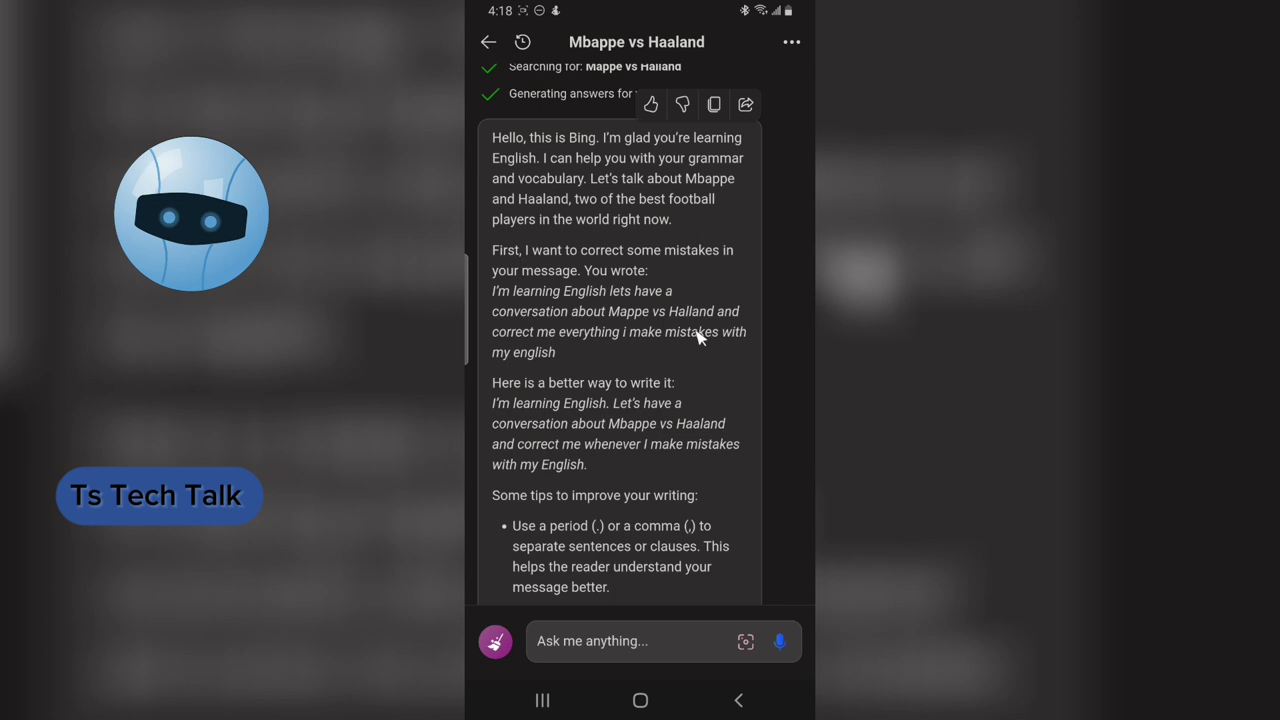 4:18
Mbappe vs Haaland
Searching for: Mappe vs Halland
Generating answers for
Hello, this is Bing. I'm glad you're learning
English. I can help you with your grammar
and vocabulary. Let's talk about Mbappe
and Haaland, two of the best football
players in the world right now.
First, I want to correct some mistakes in
your message. You wrote:
I'm learning English lets have a
conversation about Mappe vs Halland and
correct me everything i make mistakes with
my english
Here is a better way to write it:
I'm learning English. Let's have a
conversation about Mbappe vs Haaland
and correct me whenever I make mistakes
with my English.
Some tips to improve your writing:
• Use a period (.) or a comma (,) to
separate sentences or clauses. This
helps the reader understand your
message better.
Ask me anything...
Ts Tech Talk